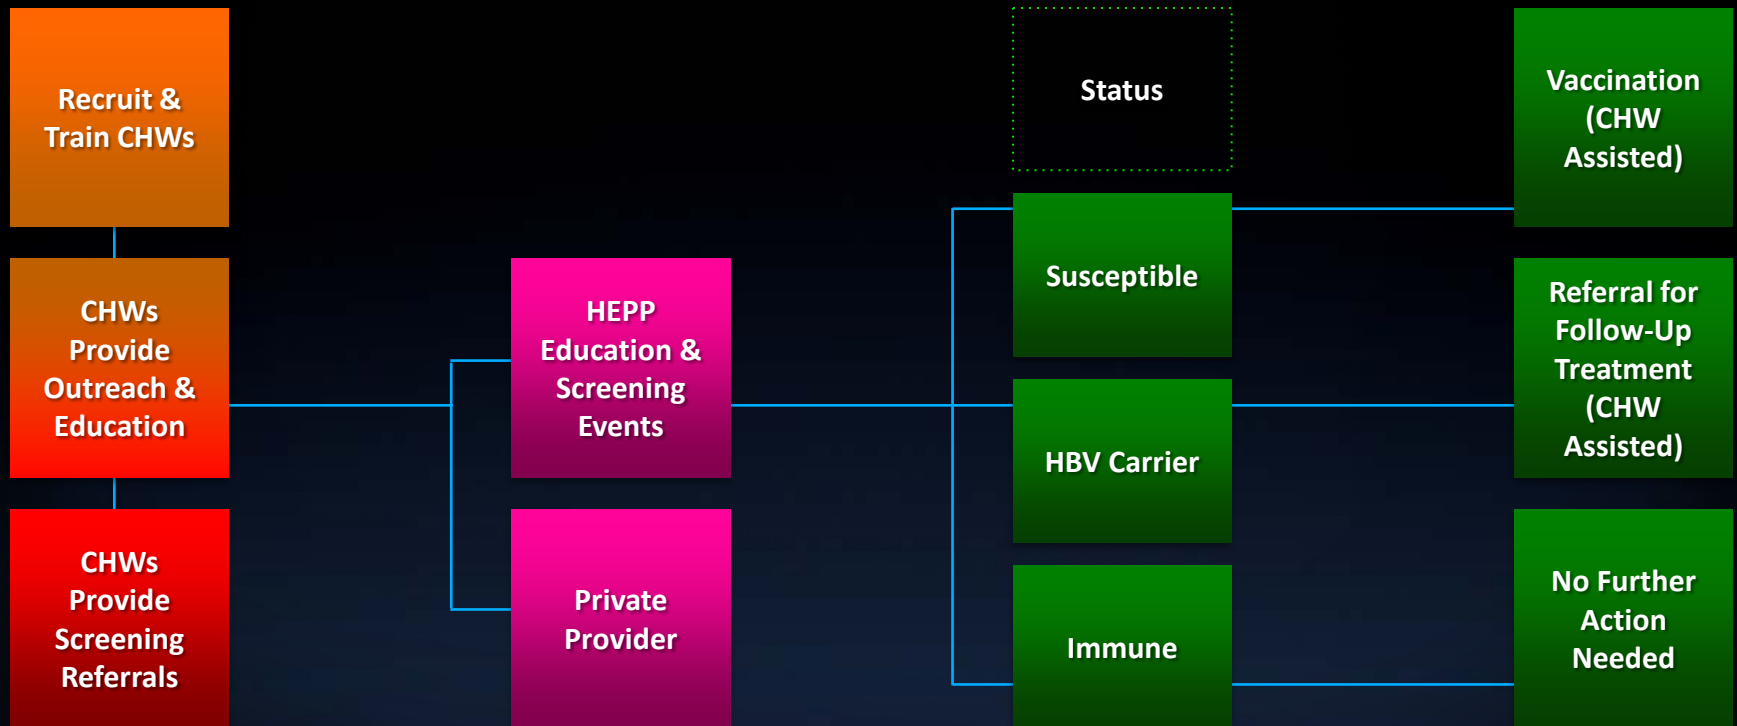 Recruit &
Train CHWs
CHWs
Provide
Outreach &
Education
CHWs
Provide
Screening
Referrals
HEPP
Education &
Screening
Events
Private
Provider
Status
Susceptible
HBV Carrier
Immune
Vaccination
(CHW
Assisted)
Referral for
Follow-Up
Treatment
(CHW
Assisted)
No Further
Action
Needed